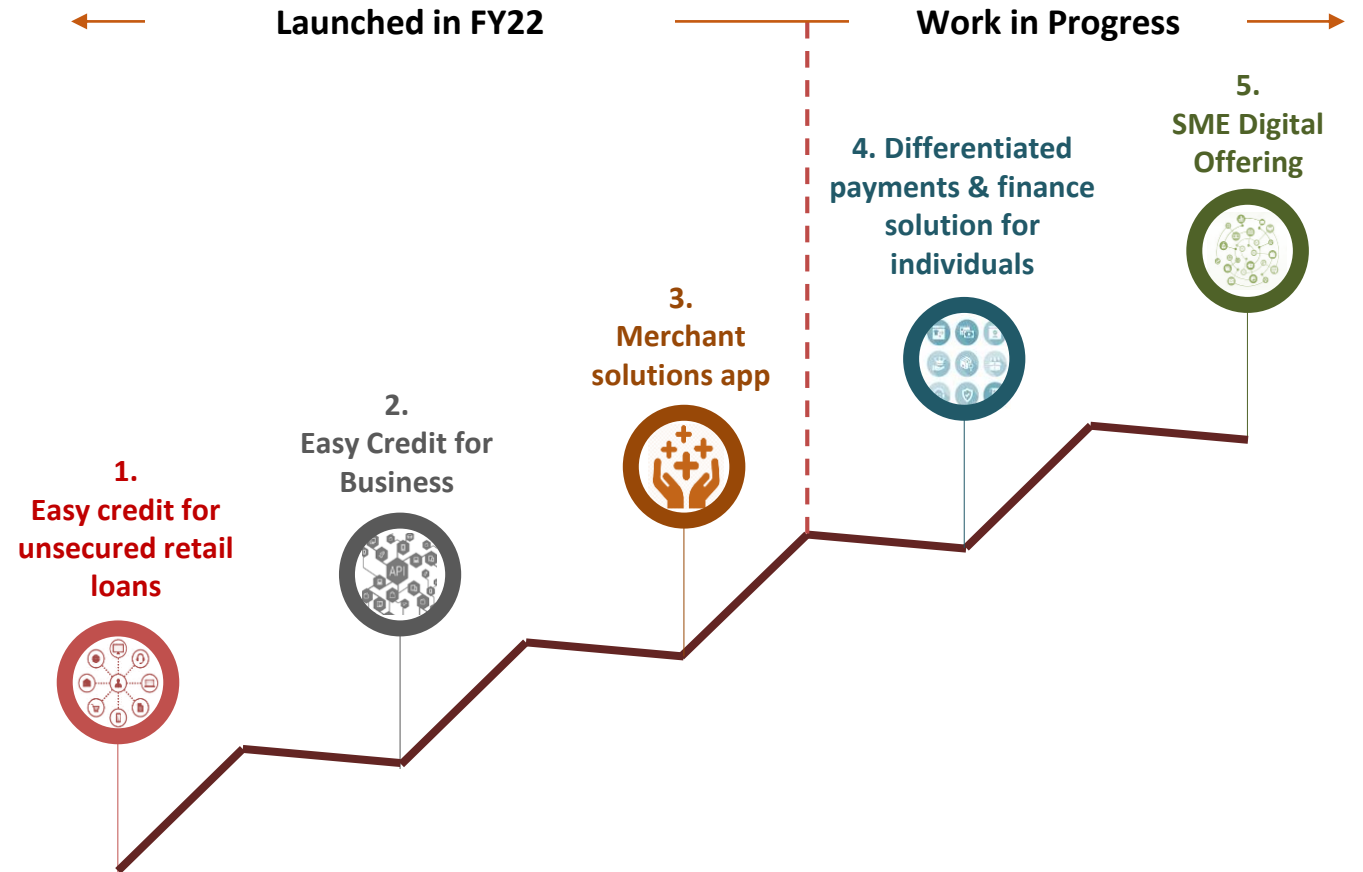 Launched in FY22
Work in Progress
1.
Easy credit for
unsecured retail
loans
2.
Easy Credit for
Business
API
3.
Merchant
solutions app
4. Differentiated
payments & finance
solution for
individuals
5.
SME Digital
Offering